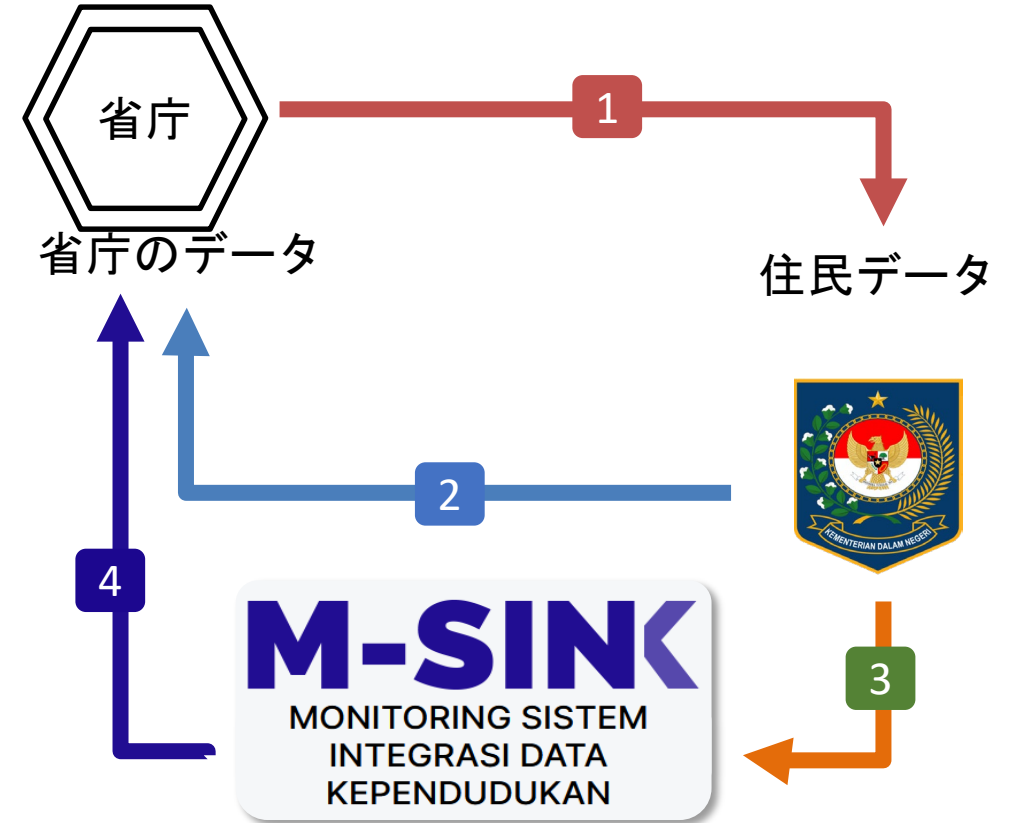 省庁
1
省庁のデータ
住民データ
2
KEMENTERIAN DALAM NEGERI
4
3
M-SINK
MONITORING SISTEM
INTEGRASI DATA
KEPENDUDUKAN